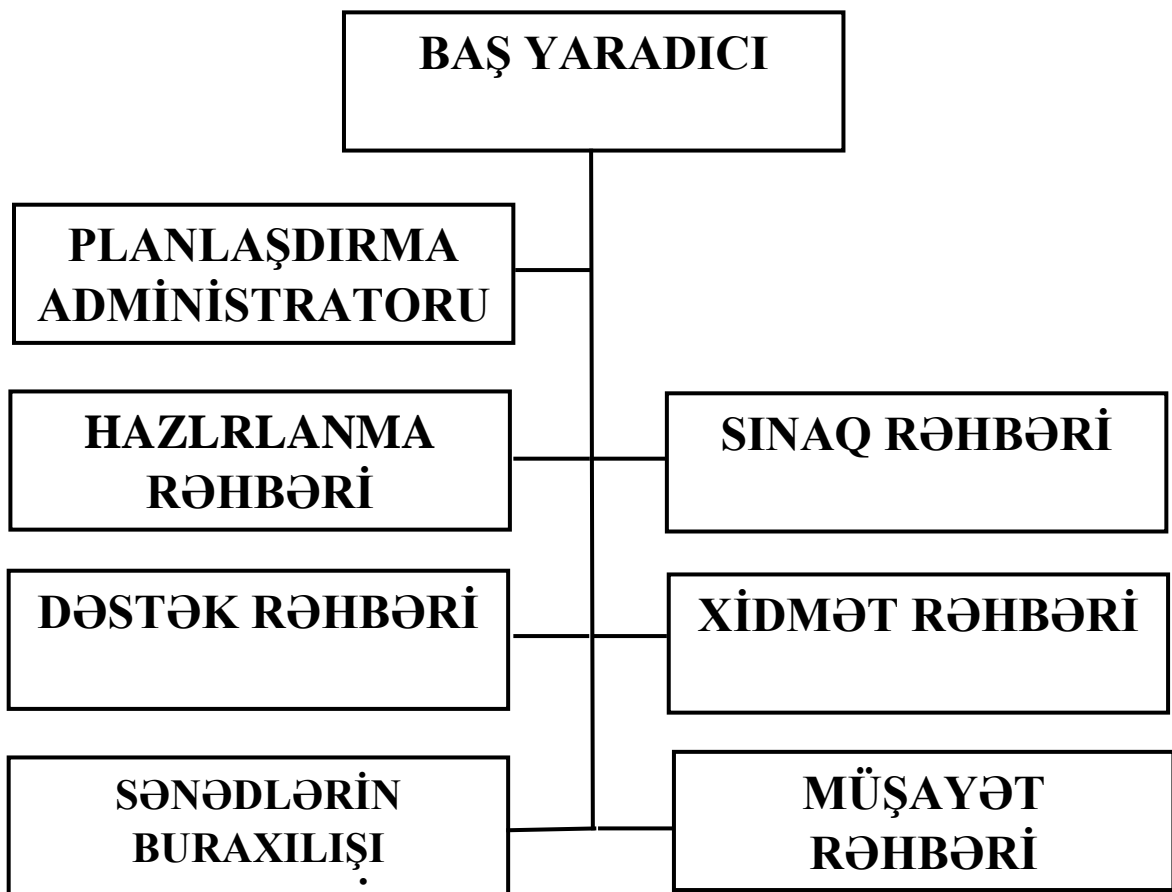 BAŞ YARADICI
PLANLAŞDIRMA
ADMİNİSTRATORU
HAZLRLANMA
RƏHBƏRİ
SINAQ RƏHBƏRİ
DƏSTƏK RƏHBƏRİ
XİDMƏT RƏHBƏRİ
SƏNƏDLƏRİN
BURAXILIŞI
MÜŞAYƏT
RƏHBƏRİ